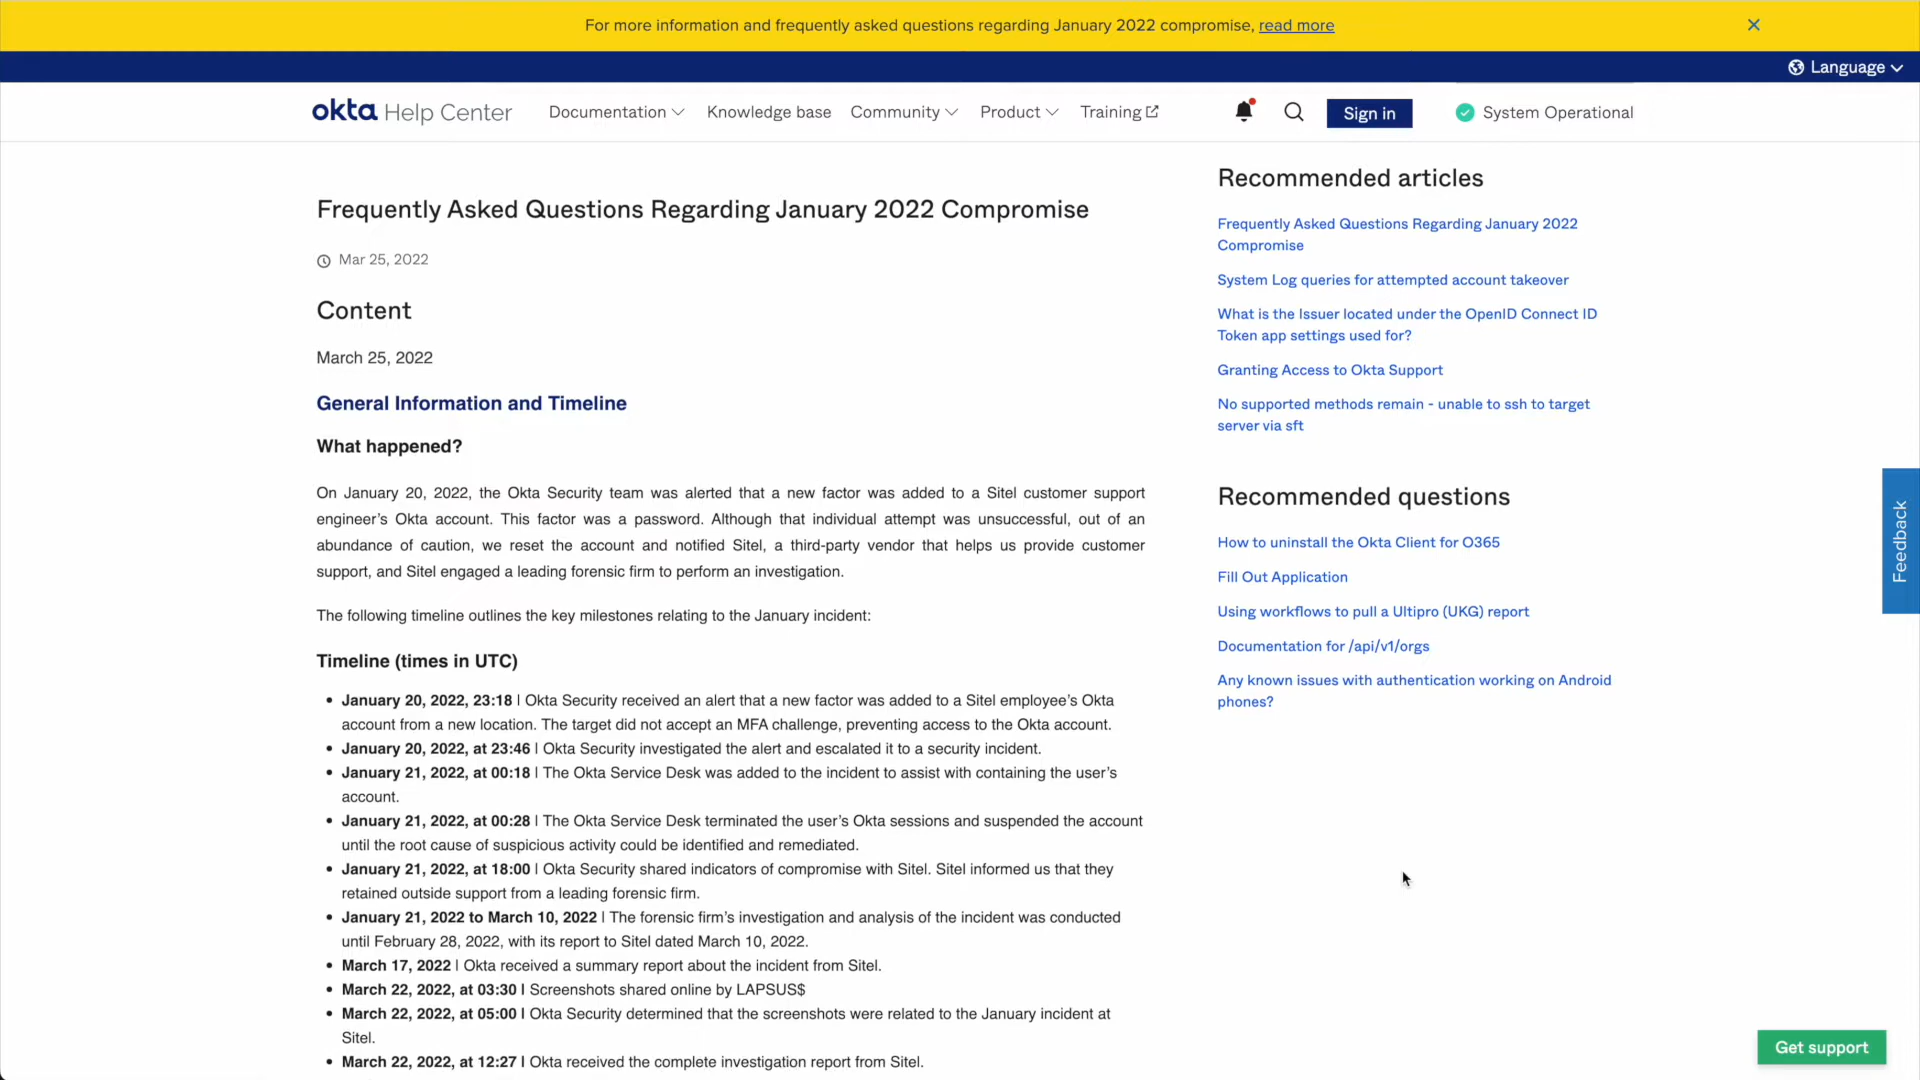 For more information and frequently asked questions regarding January 2022 compromise, read more
Language
okta Help Center
Documentation
Knowledge base
Community
Product
Training
Sign in
System Operational
Frequently Asked Questions Regarding January 2022 Compromise
Mar 25, 2022
Content
March 25, 2022
General Information and Timeline
What happened?
On January 20, 2022, the Okta Security team was alerted that a new factor was added to a Sitel customer support
engineer’s Okta account. This factor was a password. Although that individual attempt was unsuccessful, out of an
abundance of caution, we reset the account and notified Sitel, a third-party vendor that helps us provide customer
support, and Sitel engaged a leading forensic firm to perform an investigation.
The following timeline outlines the key milestones relating to the January incident:
Timeline (times in UTC)
• January 20, 2022, 23:18 | Okta Security received an alert that a new factor was added to a Sitel employee’s Okta
account from a new location. The target did not accept an MFA challenge, preventing access to the Okta account.
• January 20, 2022, at 23:46 | Okta Security investigated the alert and escalated it to a security incident.
• January 21, 2022, at 00:18 | The Okta Service Desk was added to the incident to assist with containing the user’s
account.
• January 21, 2022, at 00:28 | The Okta Service Desk terminated the user’s Okta sessions and suspended the account
until the root cause of suspicious activity could be identified and remediated.
• January 21, 2022, at 18:00 | Okta Security shared indicators of compromise with Sitel. Sitel informed us that they
retained outside support from a leading forensic firm.
• January 21, 2022 to March 10, 2022 | The forensic firm’s investigation and analysis of the incident was conducted
until February 28, 2022, with its report to Sitel dated March 10, 2022.
• March 17, 2022 | Okta received a summary report about the incident from Sitel.
• March 22, 2022, at 03:30 | Screenshots shared online by LAPSUS$
• March 22, 2022, at 05:00 | Okta Security determined that the screenshots were related to the January incident at
Sitel.
• March 22, 2022, at 12:27 | Okta received the complete investigation report from Sitel.
Recommended articles
Frequently Asked Questions Regarding January 2022
Compromise
System Log queries for attempted account takeover
What is the Issuer located under the OpenID Connect ID
Token app settings used for?
Granting Access to Okta Support
No supported methods remain - unable to ssh to target
server via sft
Recommended questions
How to uninstall the Okta Client for O365
Fill Out Application
Using workflows to pull a Ultipro (UKG) report
Documentation for /api/v1/orgs
Any known issues with authentication working on Android
phones?
Feedback
Get support